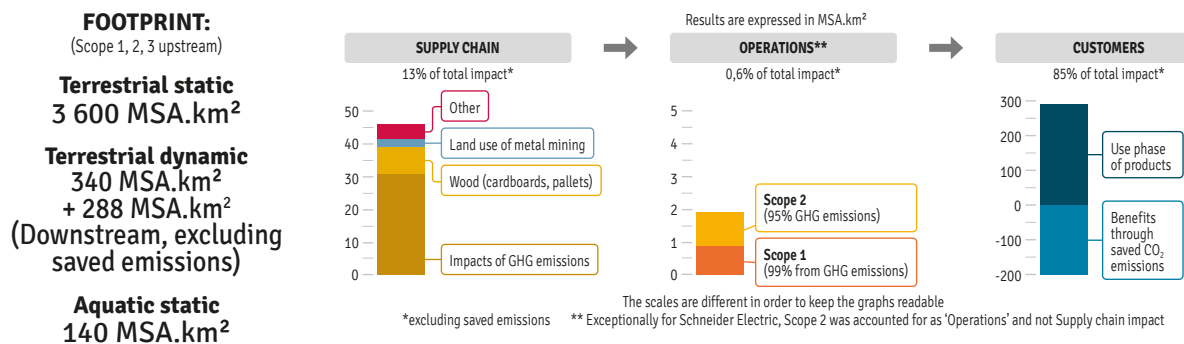 FOOTPRINT:
(Scope 1, 2, 3 upstream)
Terrestrial static
3 600 MSA.km²
Terrestrial dynamic
340 MSA.km²
+ 288 MSA.km²
(Downstream, excluding
saved emissions)
Aquatic static
140 MSA.km²
Results are expressed in MSA.km²
SUPPLY CHAIN
13% of total impact*
50
40
30
20
10
0
Other
Land use of metal mining
Wood (cardboards, pallets)
Impacts of GHG emissions
OPERATIONS**
0,6% of total impact*
5
4
3
2
1
0
Scope 2
(95% GHG emissions)
Scope 1
(99% from GHG emissions)
CUSTOMERS
85% of total impact*
300
200
100
0
-100
-200
Use phase
of products
Benefits
through
saved CO₂
emissions
The scales are different in order to keep the graphs readable
*excluding saved emissions
** Exceptionally for Schneider Electric, Scope 2 was accounted for as ‘Operations’ and not Supply chain impact